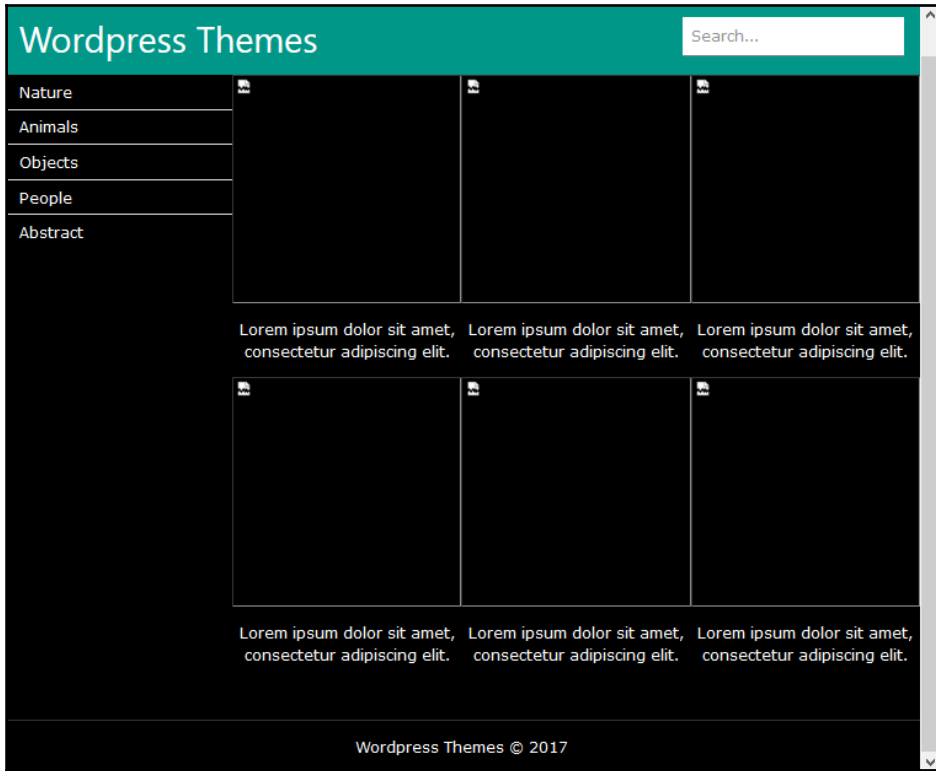 Wordpress Themes
Search...
Nature
Animals
Objects
People
Abstract
Lorem ipsum dolor sit amet,
consectetur adipiscing elit.
Lorem ipsum dolor sit amet,
consectetur adipiscing elit.
Lorem ipsum dolor sit amet,
consectetur adipiscing elit.
Lorem ipsum dolor sit amet,
consectetur adipiscing elit.
Lorem ipsum dolor sit amet,
consectetur adipiscing elit.
Lorem ipsum dolor sit amet,
consectetur adipiscing elit.
Wordpress Themes © 2017